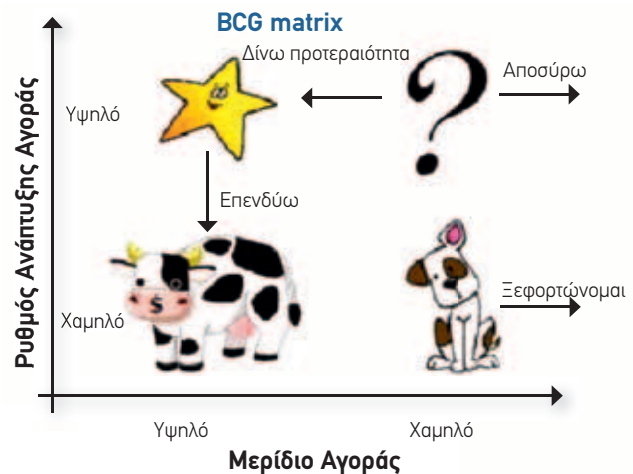 BCG matrix
Δίνω προτεραιότητα
Αποσύρω
Υψηλό
Επενδύω
Ρυθμός Ανάπτυξης Αγοράς
$
Ξεφορτώνομαι
Χαμηλό
Υψηλό
Χαμηλό
Μερίδιο Αγοράς